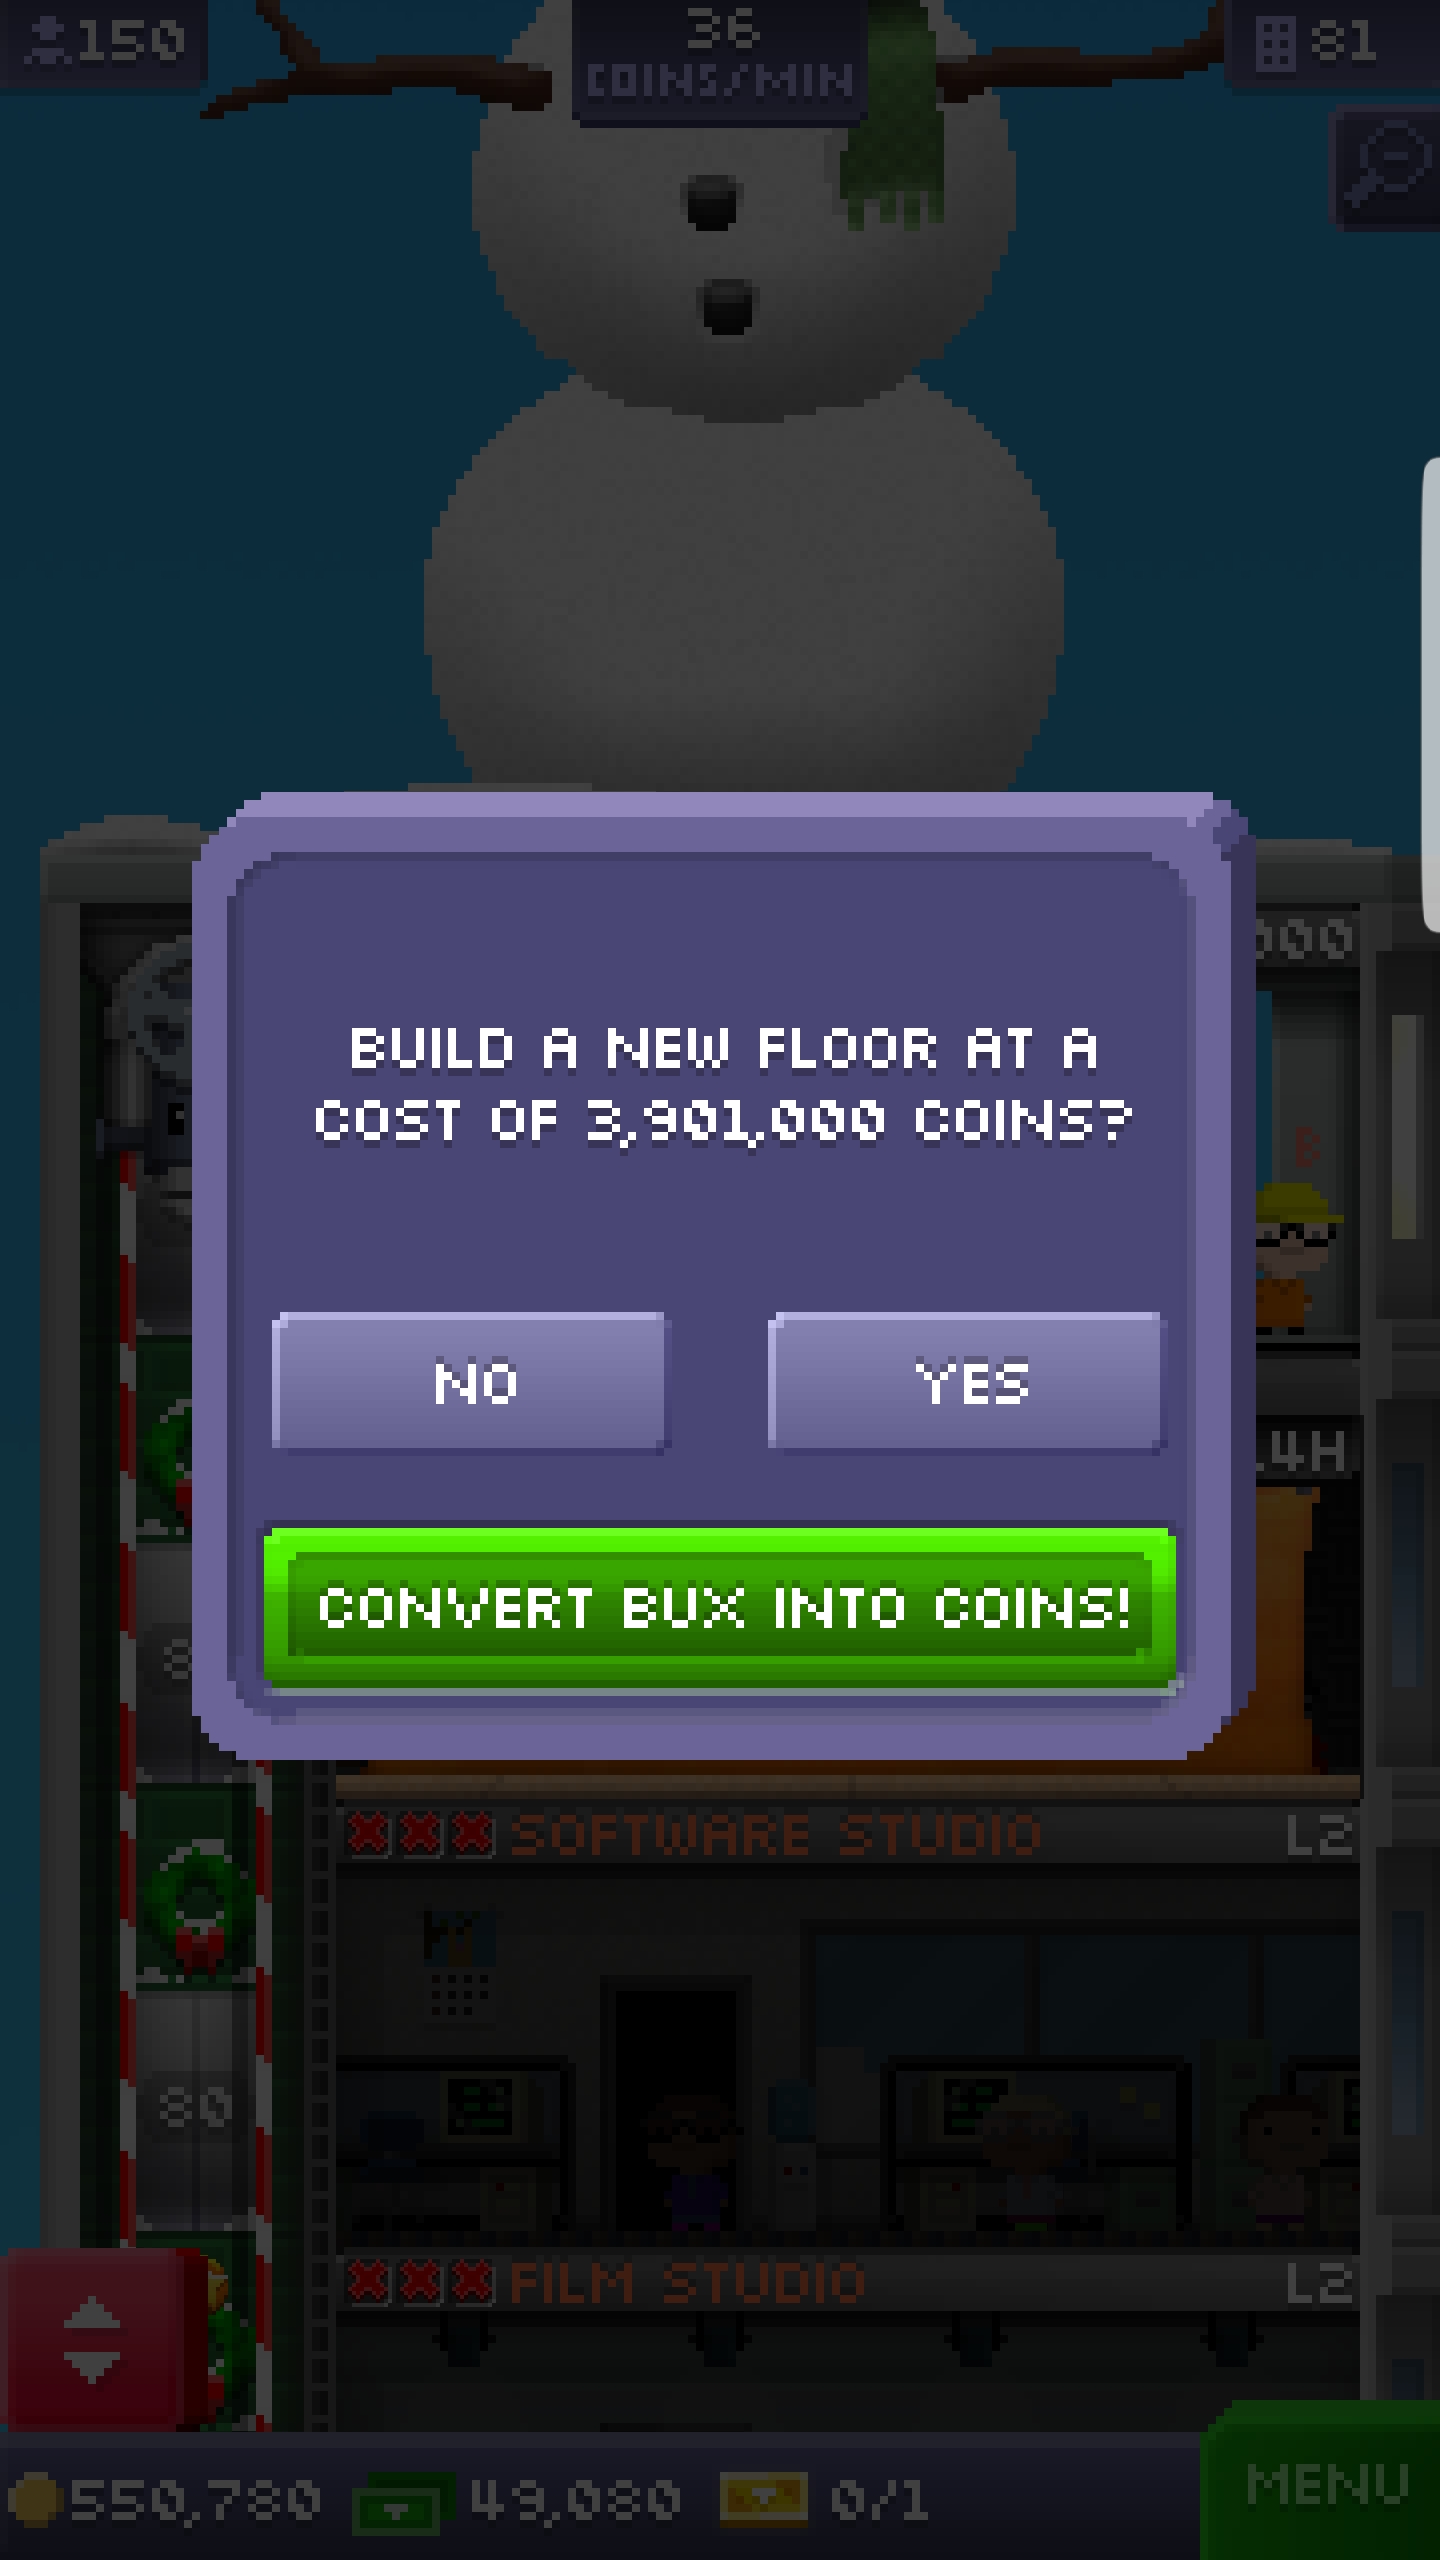 150
36
COINS/MIN
81
BUILD A NEW FLOOR AT A
COST OF 3,901,000 COINS?
B
NO
YES
4H
CONVERT BUX INTO COINS!
SOFTWARE STUDIO L2
80
FILM STUDIO L2
550,780 49,080 0/1
MENU